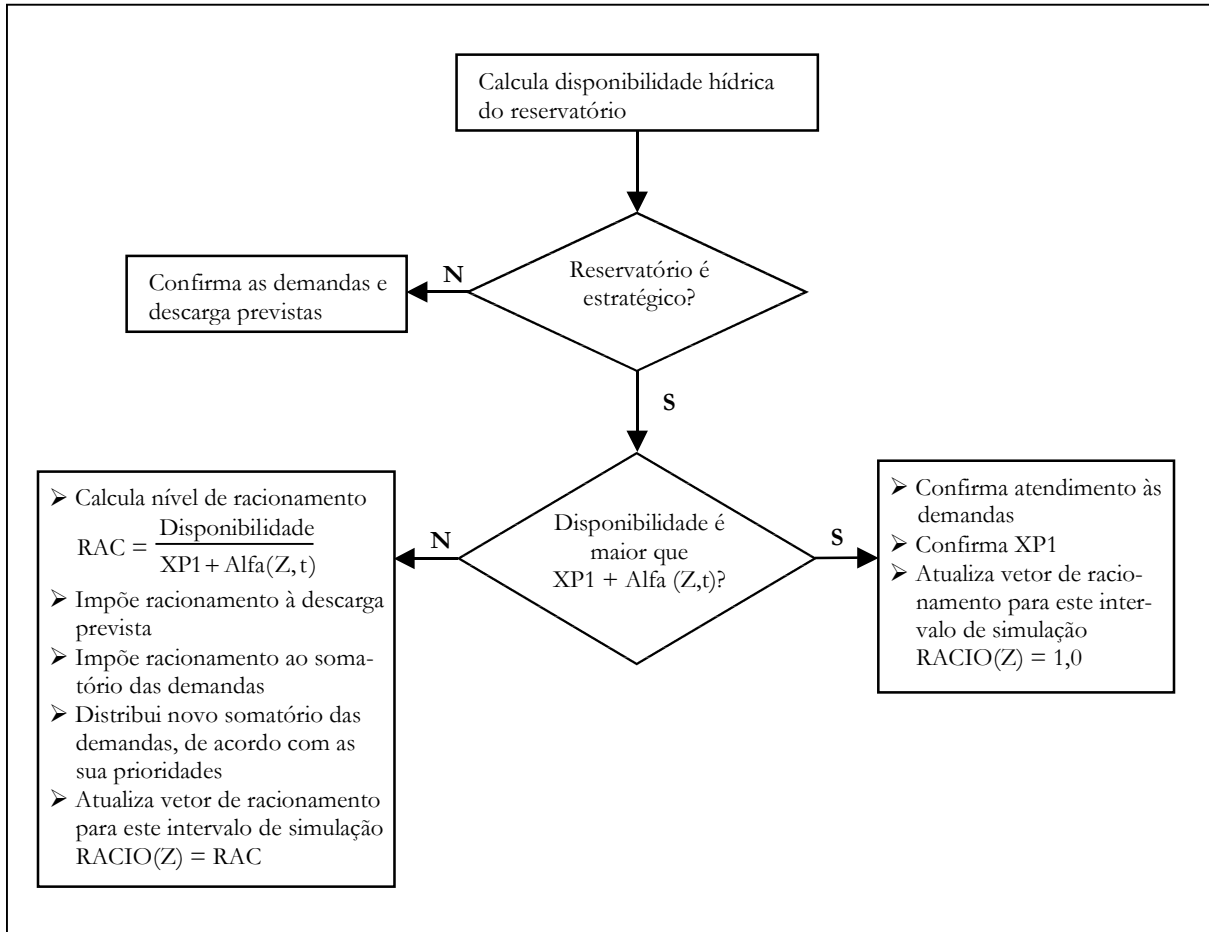 Calcula disponibilidade hídrica
do reservatório
Reservatório é
estratégico?
N
Confirma as demandas e
descarga previstas
S
Disponibilidade é
maior que
XP1 + Alfa (Z,t)?
N
➢ Calcula nível de racionamento
RAC = Disponibilidade
XP1 + Alfa(Z, t)
➢ Impõe racionamento à descarga
prevista
➢ Impõe racionamento ao soma-
tório das demandas
➢ Distribui novo somatório das
demandas, de acordo com as
sua prioridades
➢ Atualiza vetor de racionamento
para este intervalo de simulação
RACIO(Z) = RAC
S
➢ Confirma atendimento às
demandas
➢ Confirma XP1
➢ Atualiza vetor de racio-
namento para este inter-
valo de simulação
RACIO(Z) = 1,0